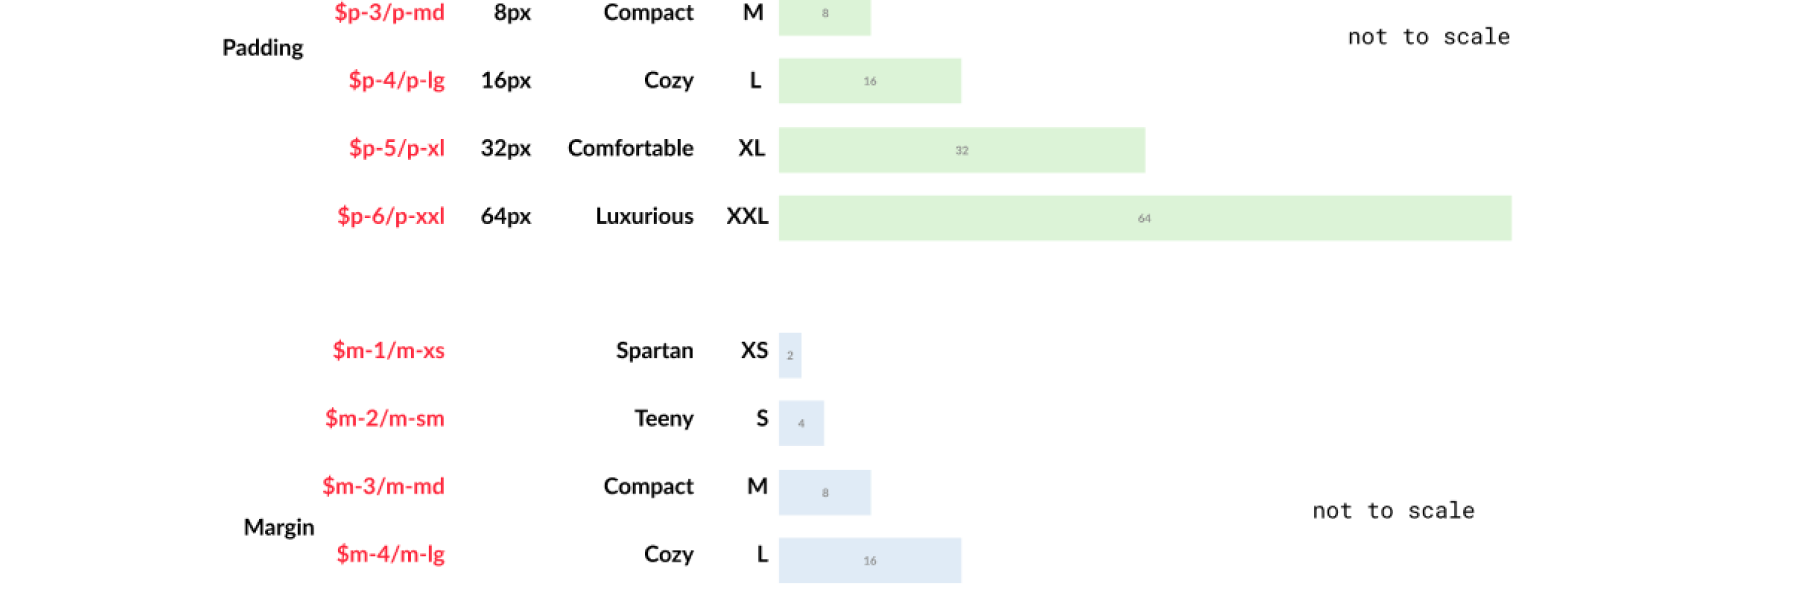 $p-3/p-md 8px Compact M 8
not to scale
Padding
$p-4/p-lg 16px Cozy L 16
$p-5/p-xl 32px Comfortable XL 32
$p-6/p-xxl 64px Luxurious XXL 64
$m-1/m-xs Spartan XS 2
$m-2/m-sm Teeny S 4
$m-3/m-md Compact M 8
not to scale
Margin
$m-4/m-lg Cozy L 16